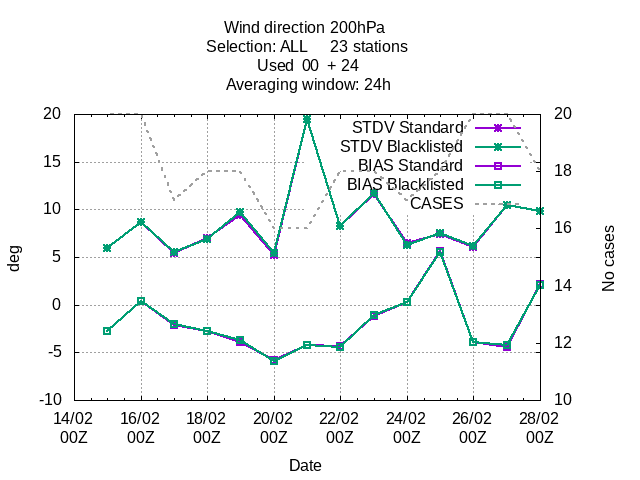 Wind direction 200hPa
Selection: ALL     23 stations
Used  00  + 24
Averaging window: 24h
20
15
10
5
0
-5
-10
deg
STDV Standard
STDV Blacklisted
BIAS Standard
BIAS Blacklisted
CASES
20
18
16
14
12
10
No cases
14/02 16/02 18/02 20/02 22/02 24/02 26/02 28/02
00Z 00Z 00Z 00Z 00Z 00Z 00Z 00Z
Date